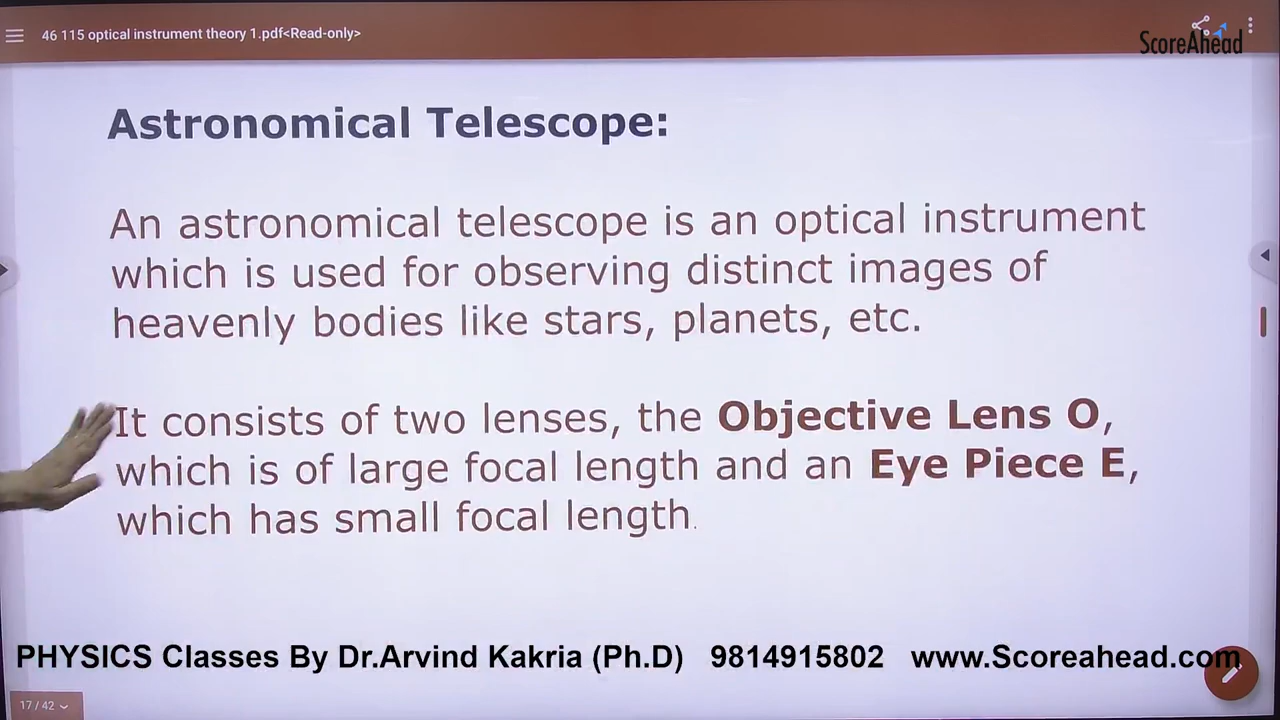 46 115 optical instrument theory 1.pdf<Read-only>
ScoreAhead
Astronomical Telescope:
An astronomical telescope is an optical instrument
which is used for observing distinct images of
heavenly bodies like stars, planets, etc.
It consists of two lenses, the Objective Lens O,
which is of large focal length and an Eye Piece E,
which has small focal length.
PHYSICS Classes By Dr.Arvind Kakria (Ph.D) 9814915802 www.Scoreahead.com
17 / 42